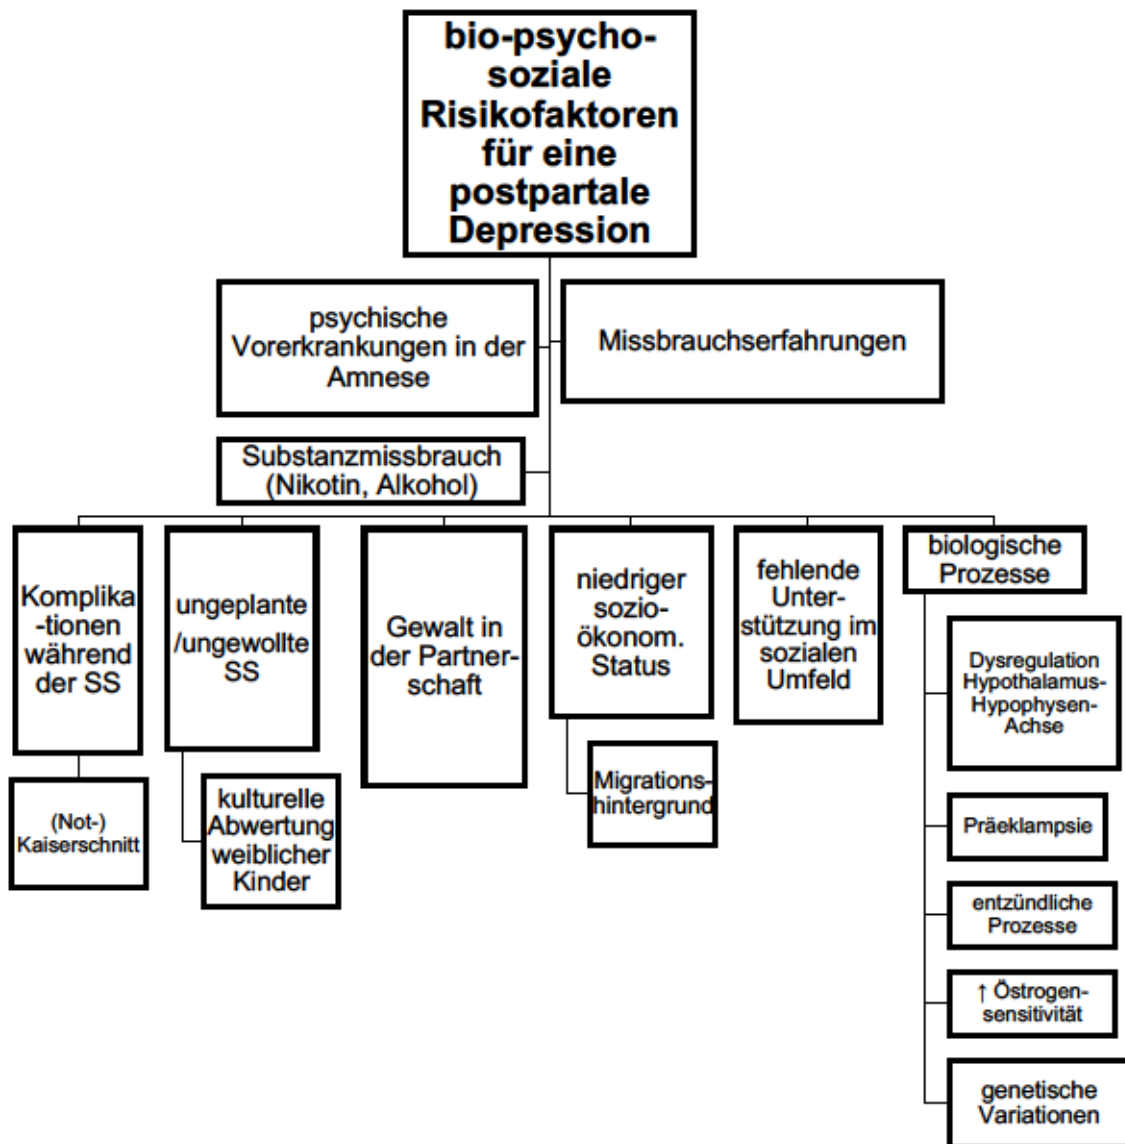 bio-psycho-
soziale
Risikofaktoren
für eine
postpartale
Depression
psychische
Vorerkrankungen in der
Amnese
Missbrauchserfahrungen
Substanzmissbrauch
(Nikotin, Alkohol)
Komplika
-tionen
während
der SS
(Not-)
Kaiserschnitt
ungeplante
/ungewollte
SS
kulturelle
Abwertung
weiblicher
Kinder
Gewalt in
der Partner-
schaft
niedriger
sozio-
ökonom.
Status
Migrations-
hintergrund
fehlende
Unter-
stützung im
sozialen
Umfeld
biologische
Prozesse
Dysregulation
Hypothalamus-
Hypophysen-
Achse
Präeklampsie
entzündliche
Prozesse
↑ Östrogen-
sensitivität
genetische
Variationen